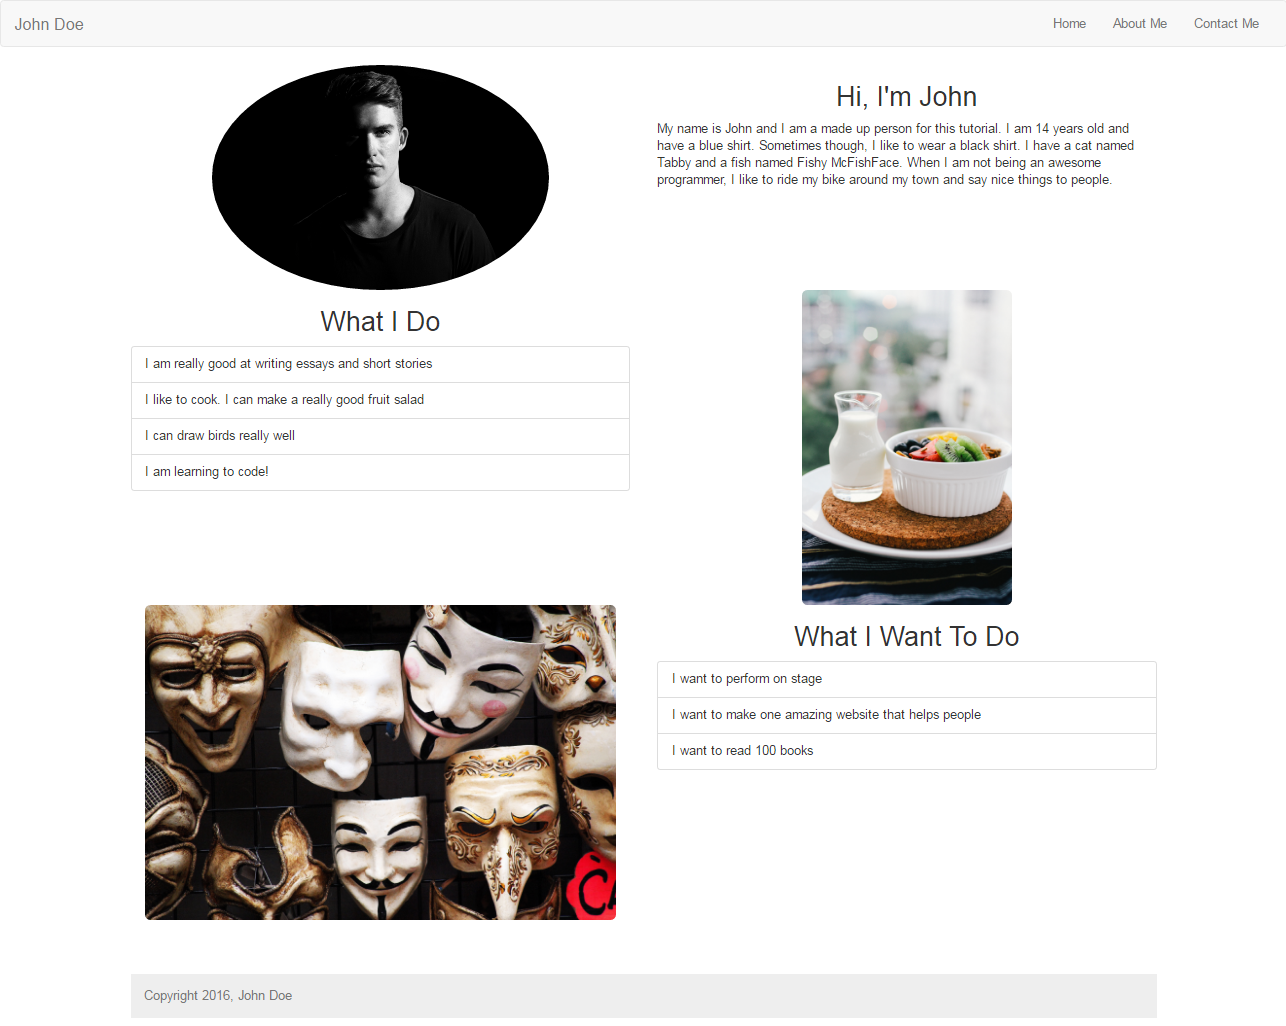 John Doe
Home About Me Contact Me
Hi, I'm John
My name is John and I am a made up person for this tutorial. I am 14 years old and
have a blue shirt. Sometimes though, I like to wear a black shirt. I have a cat named
Tabby and a fish named Fishy McFishFace. When I am not being an awesome
programmer, I like to ride my bike around my town and say nice things to people.
What I Do
I am really good at writing essays and short stories
I like to cook. I can make a really good fruit salad
I can draw birds really well
I am learning to code!
What I Want To Do
I want to perform on stage
I want to make one amazing website that helps people
I want to read 100 books
Copyright 2016, John Doe